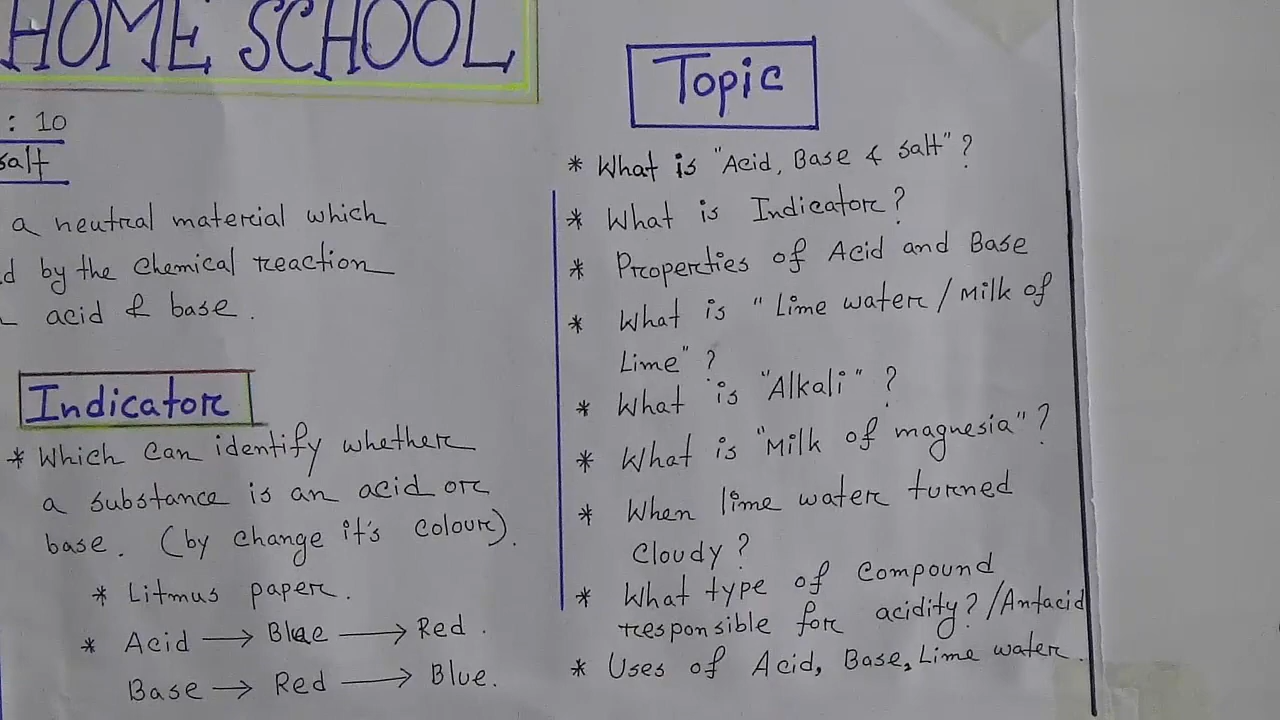 HOME SCHOOL
: 10
salt
a neutral material which
d by the chemical reaction
acid & base.
Indicator
* Which can identify whether
a substance is an acid or
base. (by change it's colour).
* Litmus paper.
* Acid → Blue → Red.
Base → Red → Blue.
Topic
* What is "Acid, Base & salt"?
* What is Indicator?
* Properties of Acid and Base
* What is "Lime water/Milk of
Lime"?
* What is "Alkali"?
* What is "Milk of magnesia"?
* When lime water turned
cloudy?
* What type of compound
responsible for acidity?/Antacid
* Uses of Acid, Base, Lime water.